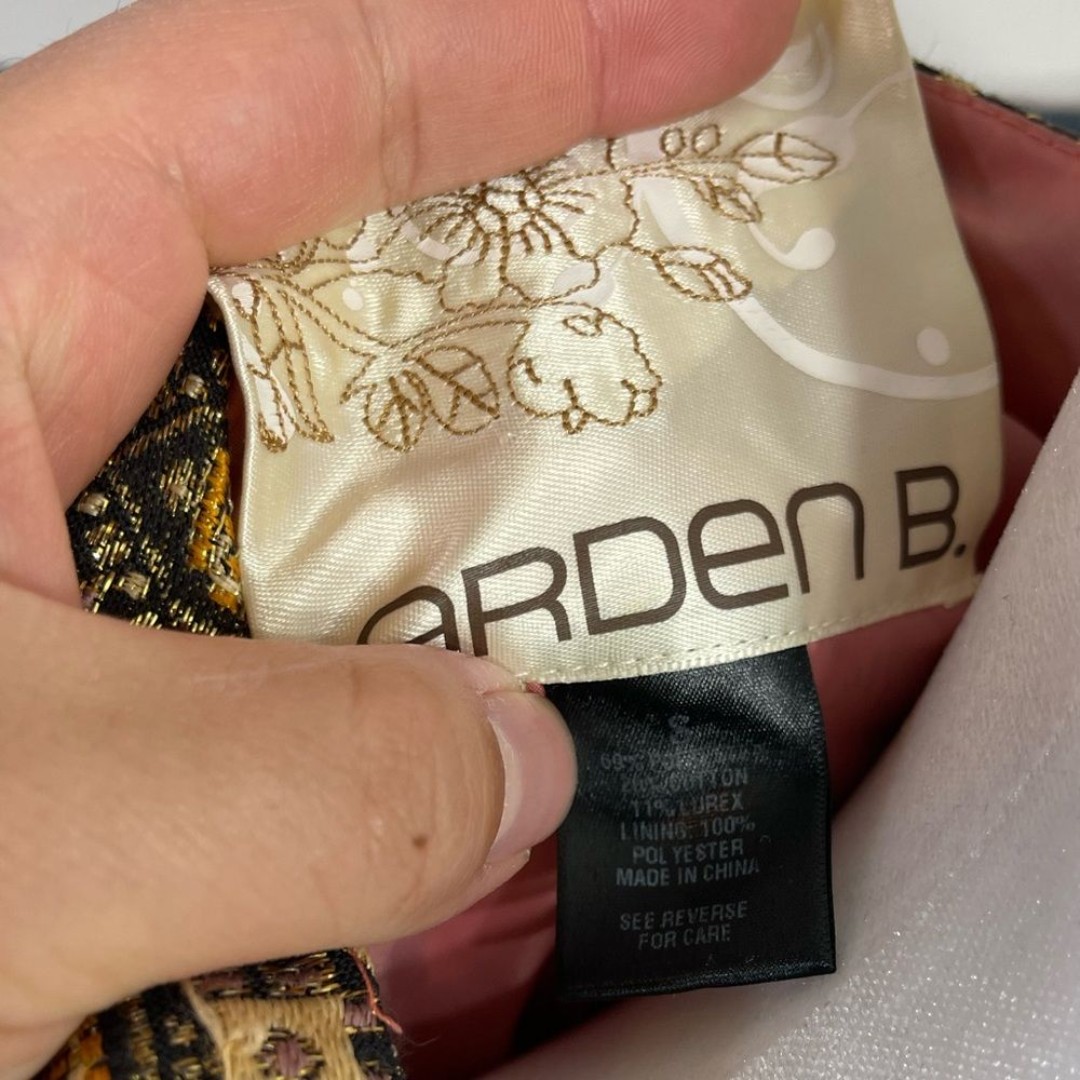 ARDEN B.
S
COTTON
11% LUREX
LINING: 100%
POLYESTER
MADE IN CHINA
SEE REVERSE
FOR CARE